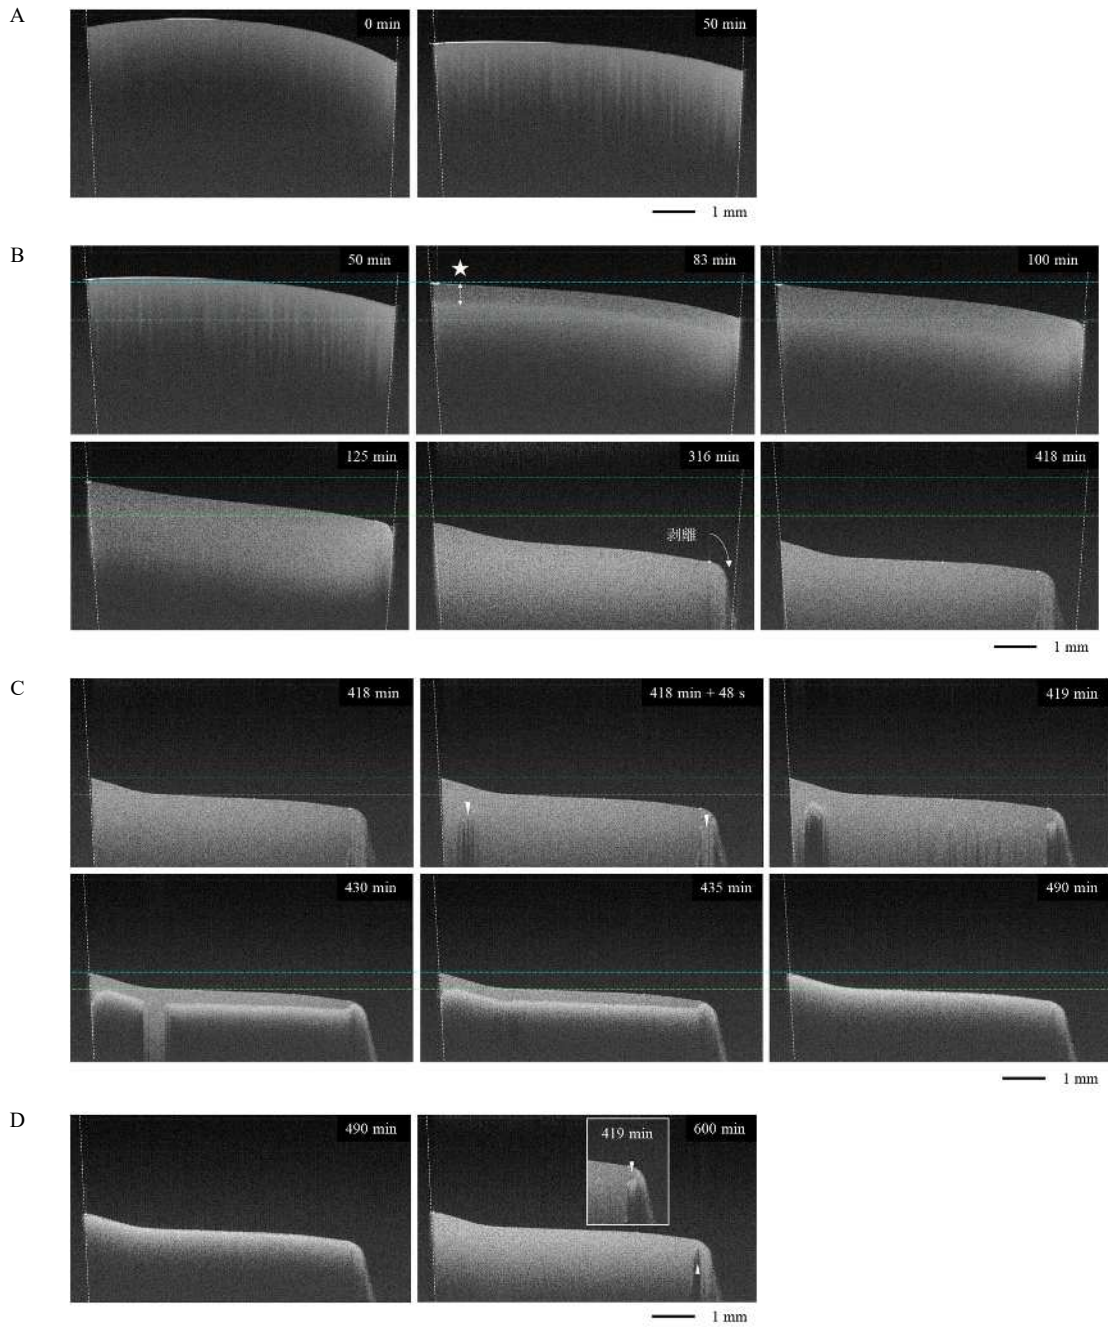 A
0 min
50 min
1 mm
B
50 min
83 min
100 min
125 min
316 min
418 min
剥離
1 mm
C
418 min
418 min + 48 s
419 min
430 min
435 min
490 min
1 mm
D
490 min
419 min
600 min
1 mm